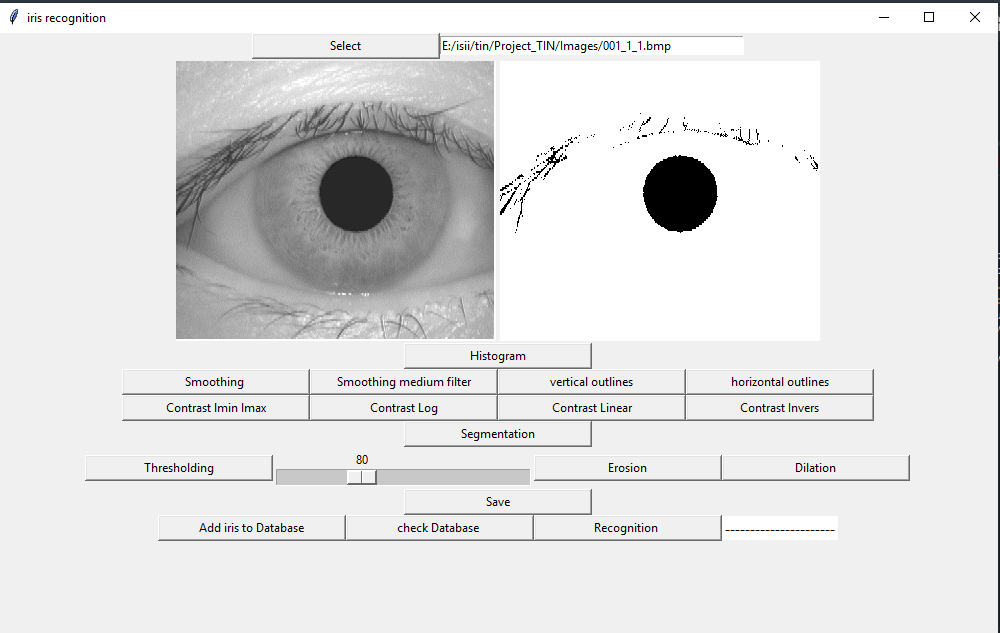 iris recognition
Select E:/isii/tin/Project_TIN/Images/001_1_1.bmp
Histogram
Smoothing Smoothing medium filter vertical outlines horizontal outlines
Contrast Imin Imax Contrast Log Contrast Linear Contrast Invers
Segmentation
80
Thresholding Erosion Dilation
Save
Add iris to Database check Database Recognition ----------------------